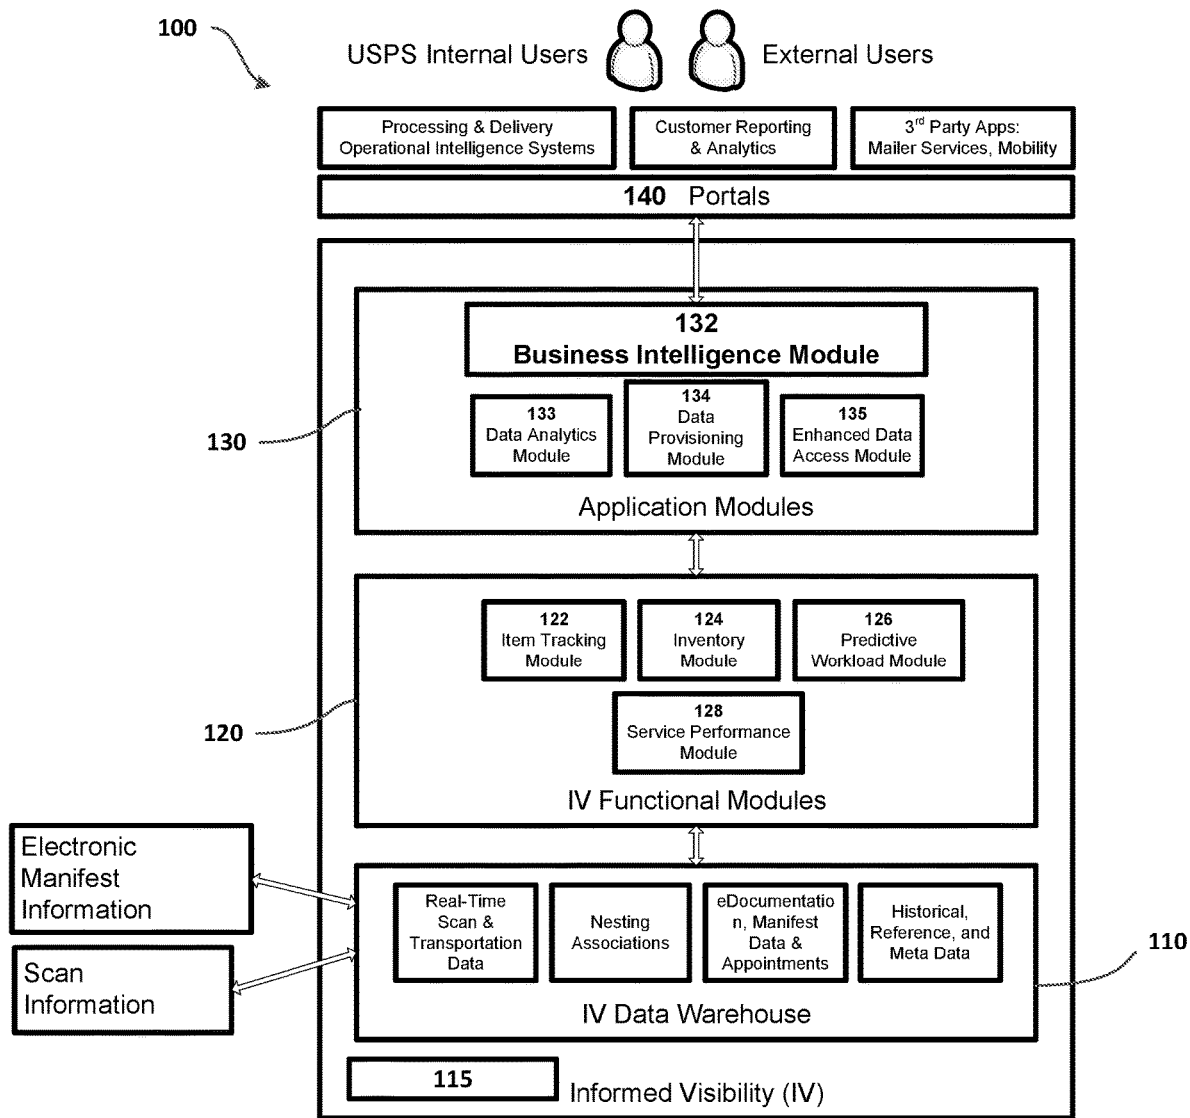 100
USPS Internal Users
External Users
Processing & Delivery
Operational Intelligence Systems
Customer Reporting
& Analytics
3rd Party Apps:
Mailer Services, Mobility
140 Portals
132
Business Intelligence Module
133
Data Analytics
Module
134
Data
Provisioning
Module
135
Enhanced Data
Access Module
130
Application Modules
122
Item Tracking
Module
124
Inventory
Module
126
Predictive
Workload Module
128
Service Performance
Module
120
IV Functional Modules
Electronic
Manifest
Information
Scan
Information
Real-Time
Scan &
Transportation
Data
Nesting
Associations
eDocumentatio
n, Manifest
Data &
Appointments
Historical,
Reference, and
Meta Data
110
IV Data Warehouse
115
Informed Visibility (IV)